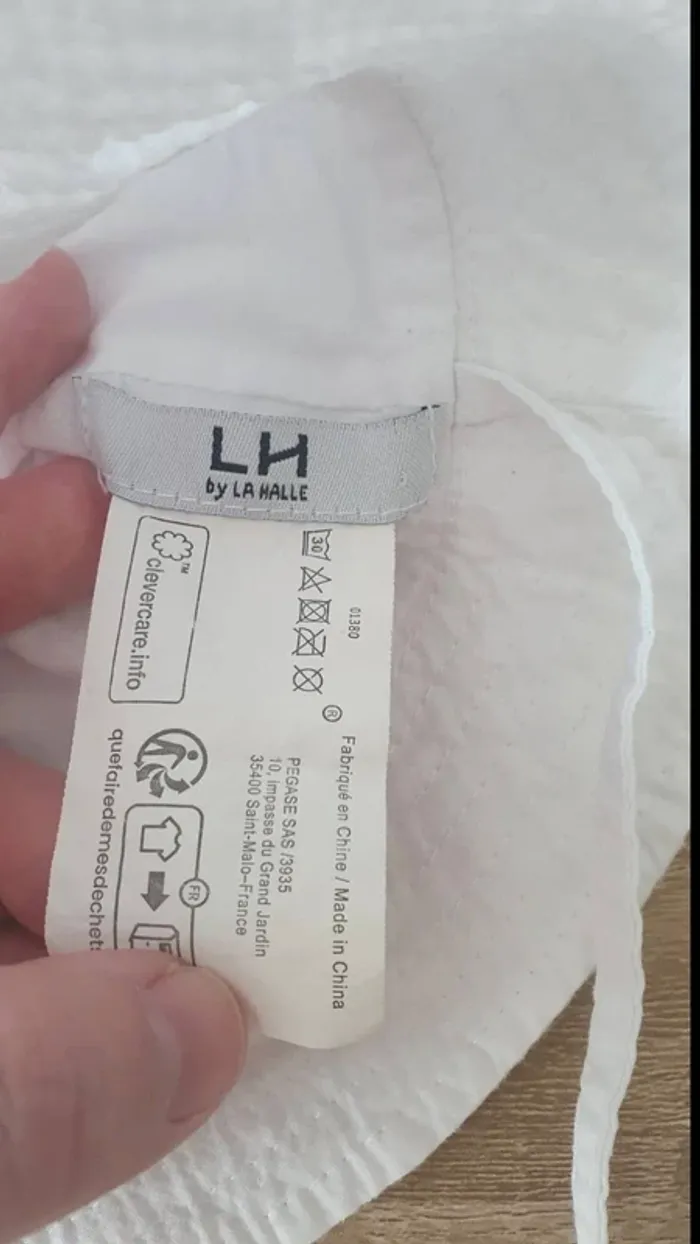 LH
by LA HALLE
30
01380
®
Fabriqué en Chine / Made in China
PEGASE SAS /3935
10, impasse du Grand Jardin
35400 Saint-Malo-France
clevercare.info
TM
FR
quefairedemesdechets